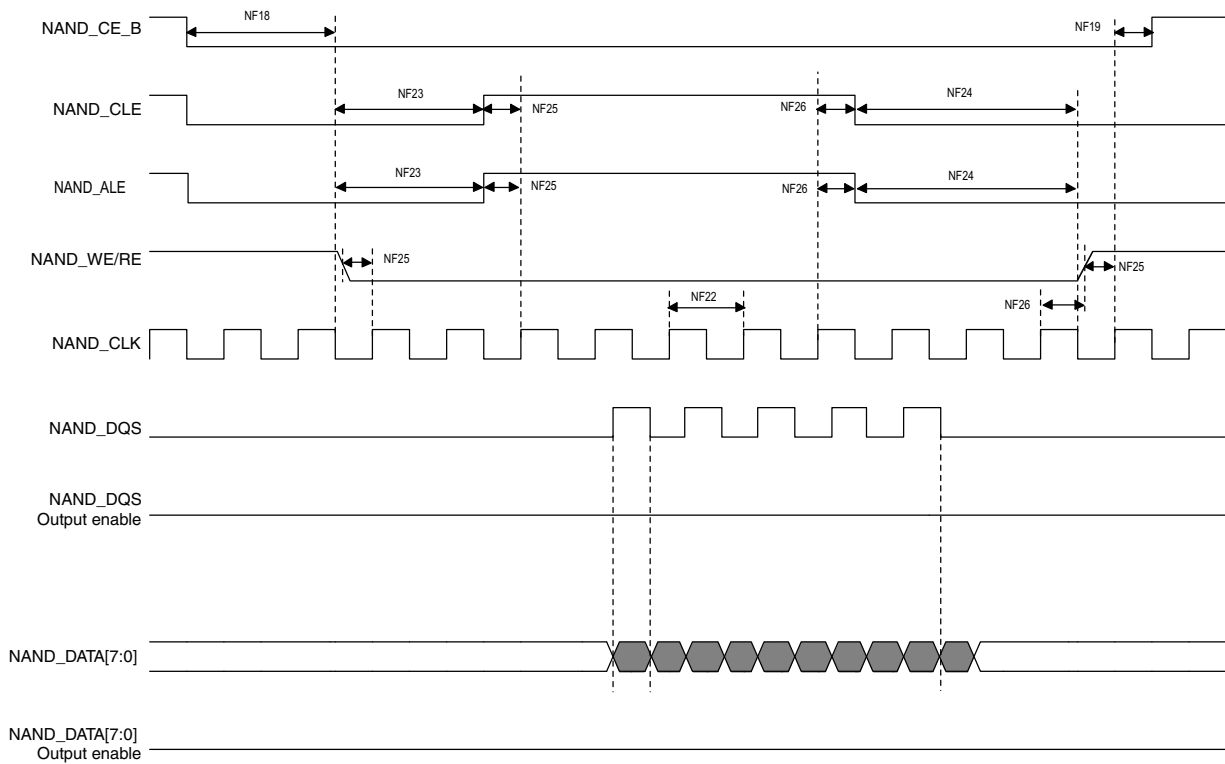 NAND_CE_B
NF18
NF19
NAND_CLE
NF23
NF25
NF26
NF24
NAND_ALE
NF23
NF25
NF26
NF24
NAND_WE/RE
NF25
NF25
NF22
NF26
NAND_CLK
NAND_DQS
NAND_DQS
Output enable
NAND_DATA[7:0]
NAND_DATA[7:0]
Output enable